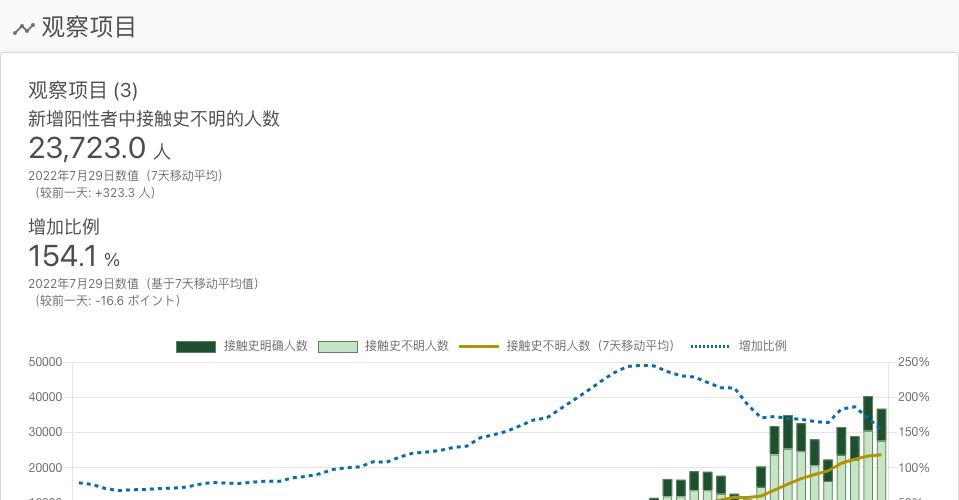 观察项目
观察项目 (3)
新增阳性者中接触史不明的人数
23,723.0 人
2022年7月29日数值（7天移动平均）
（较前一天: +323.3 人）
增加比例
154.1 %
2022年7月29日数值（基于7天移动平均值）
（较前一天: -16.6 ポイント）
接触史明确人数 接触史不明人数 接触史不明人数（7天移动平均） 增加比例
50000 250%
40000 200%
30000 150%
20000 100%